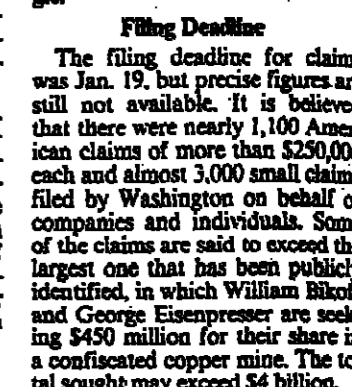 Filing Deadline
The filing deadline for claim
was Jan. 19, but precise figures ar
still not available. It is believe
that there were nearly 1,100 Amer
ican claims of more than $250,00
each and almost 3,000 small claim
filed by Washington on behalf o
companies and individuals. Som
of the claims are said to exceed th
largest one that has been publicl
identified, in which William Bikof
and George Eisenpresser are seek
ing $450 million for their share i
a confiscated copper mine. The to
tal sought may exceed $4 billion.